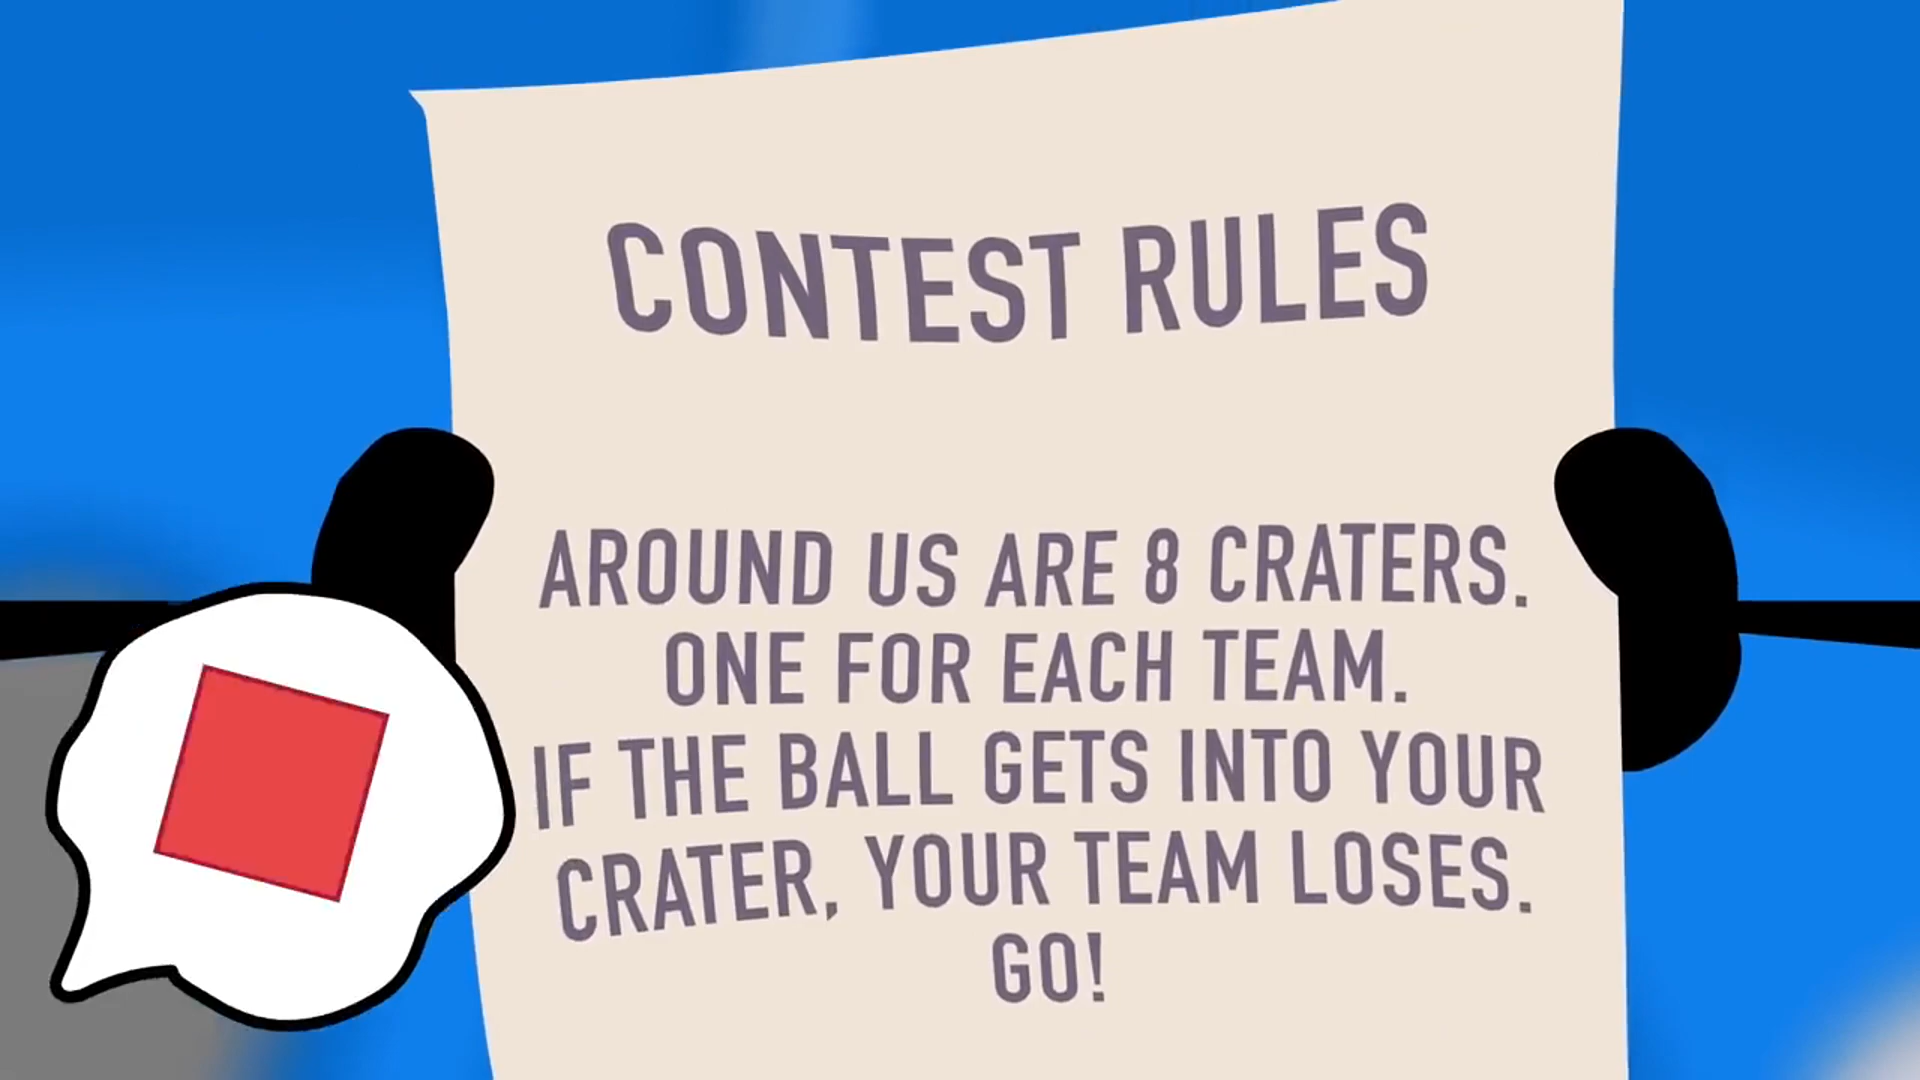 CONTEST RULES
AROUND US ARE 8 CRATERS.
ONE FOR EACH TEAM.
IF THE BALL GETS INTO YOUR
CRATER, YOUR TEAM LOSES.
GO!